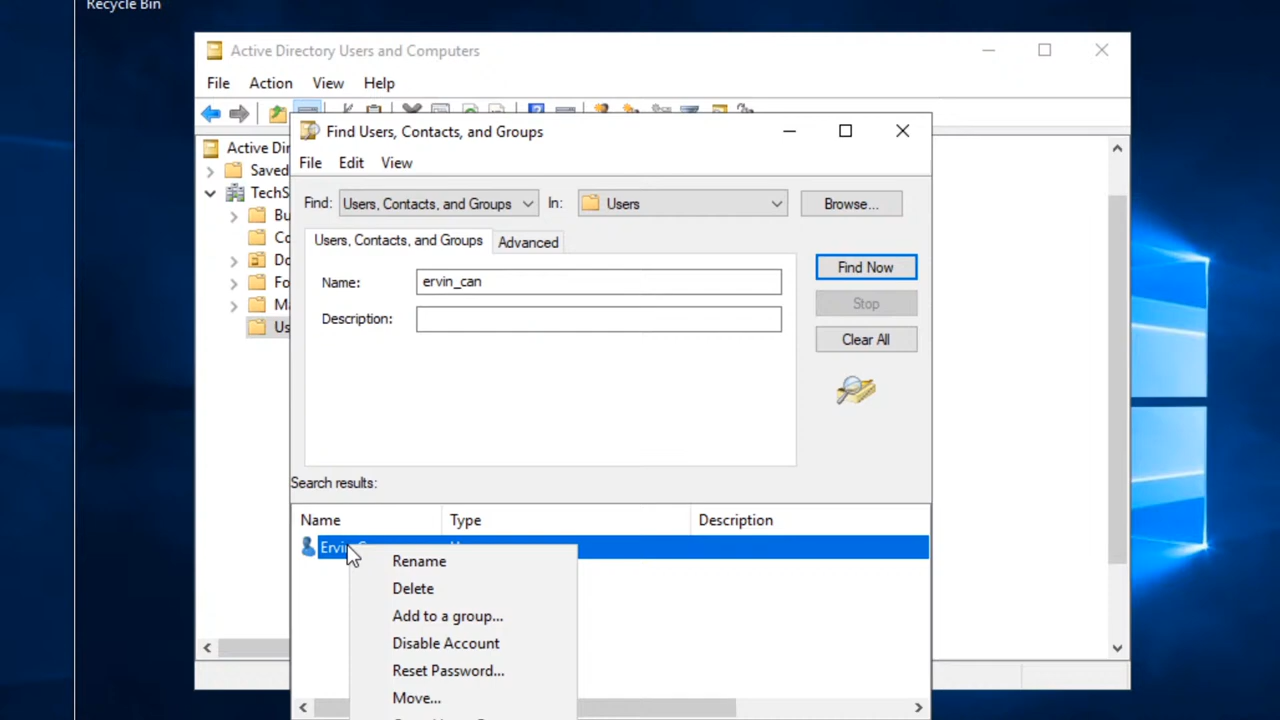 Recycle Bin
Active Directory Users and Computers
File Action View Help
Find Users, Contacts, and Groups
File Edit View
Active Dir
Saved
TechS
Bu
Co
Do
Fo
Ma
Us
Find: Users, Contacts, and Groups In: Users Browse...
Users, Contacts, and Groups Advanced
Name: ervin_can
Description:
Find Now
Stop
Clear All
Search results:
Name Type Description
Ervin
Rename
Delete
Add to a group...
Disable Account
Reset Password...
Move...